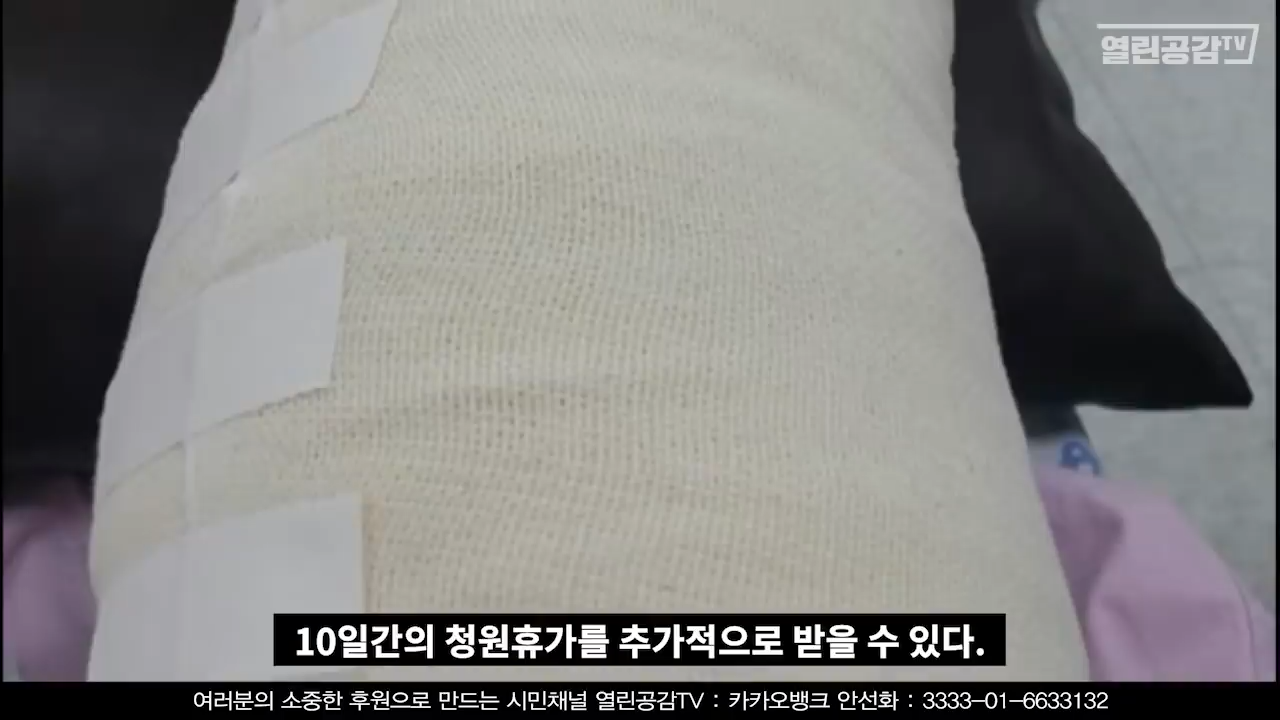 열린공감TV
10일간의 청원휴가를 추가적으로 받을 수 있다.
여러분의 소중한 후원으로 만드는 시민채널 열린공감TV : 카카오뱅크 안선화 : 3333-01-6633132